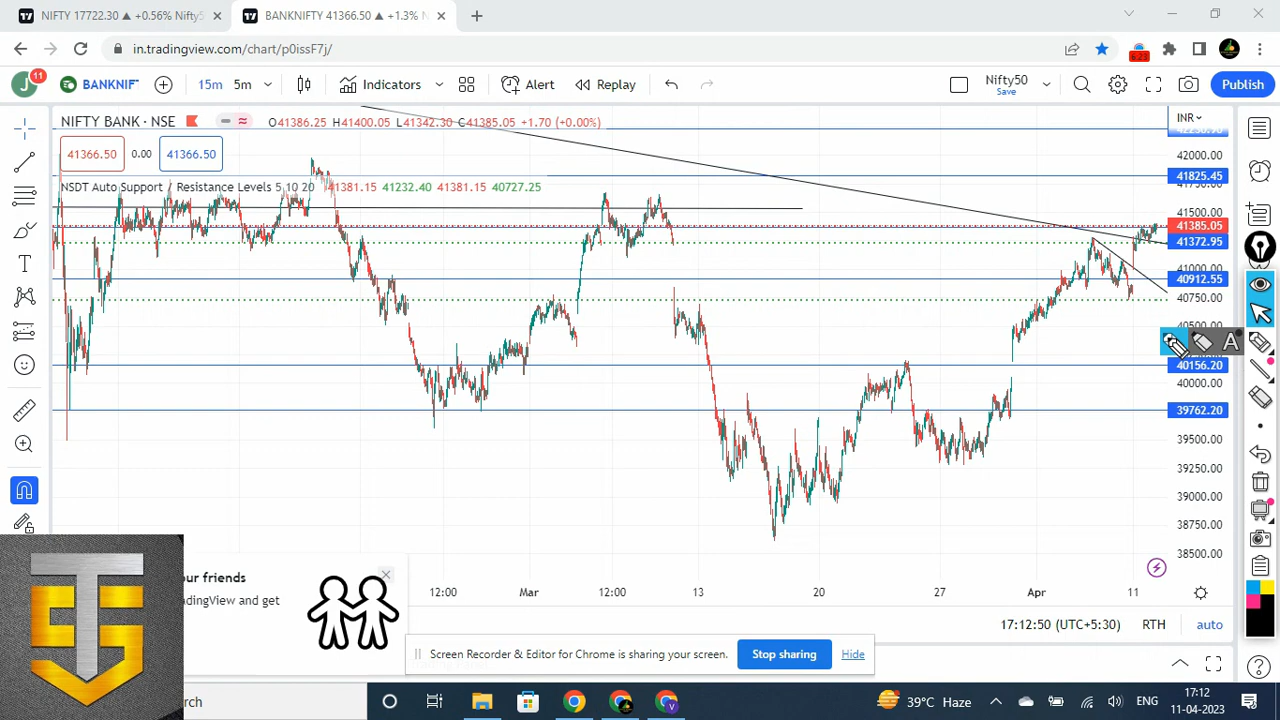 NIFTY 17722.30 ▲ +0.56% Nifty5
BANKNIFTY 41366.50 ▲ +1.3% N
in.tradingview.com/chart/p0issF7j/
6:23
J 11
BANKNIF
15m 5m
Indicators
Alert
Replay
Nifty50
Save
Publish
NIFTY BANK · NSE
O41386.25 H41400.05 L41342.30 C41385.05 +1.70 (+0.00%)
INR
41366.50 0.00 41366.50
NSDT Auto Support / Resistance Levels 5 10 20 41381.15 41232.40 41381.15 40727.25
42000.00
41825.45
41500.00
41385.05
41372.95
41000.00
40912.55
40750.00
A
40156.20
40000.00
39762.20
39500.00
39250.00
39000.00
38750.00
38500.00
12:00 Mar 12:00 13 20 27 Apr 11
17:12:50 (UTC+5:30) RTH auto
our friends
TradingView and get
Screen Recorder & Editor for Chrome is sharing your screen.
Stop sharing
Hide
rch
39°C Haze
ENG
17:12
11-04-2023